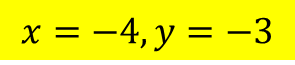 x = −4, y = −3